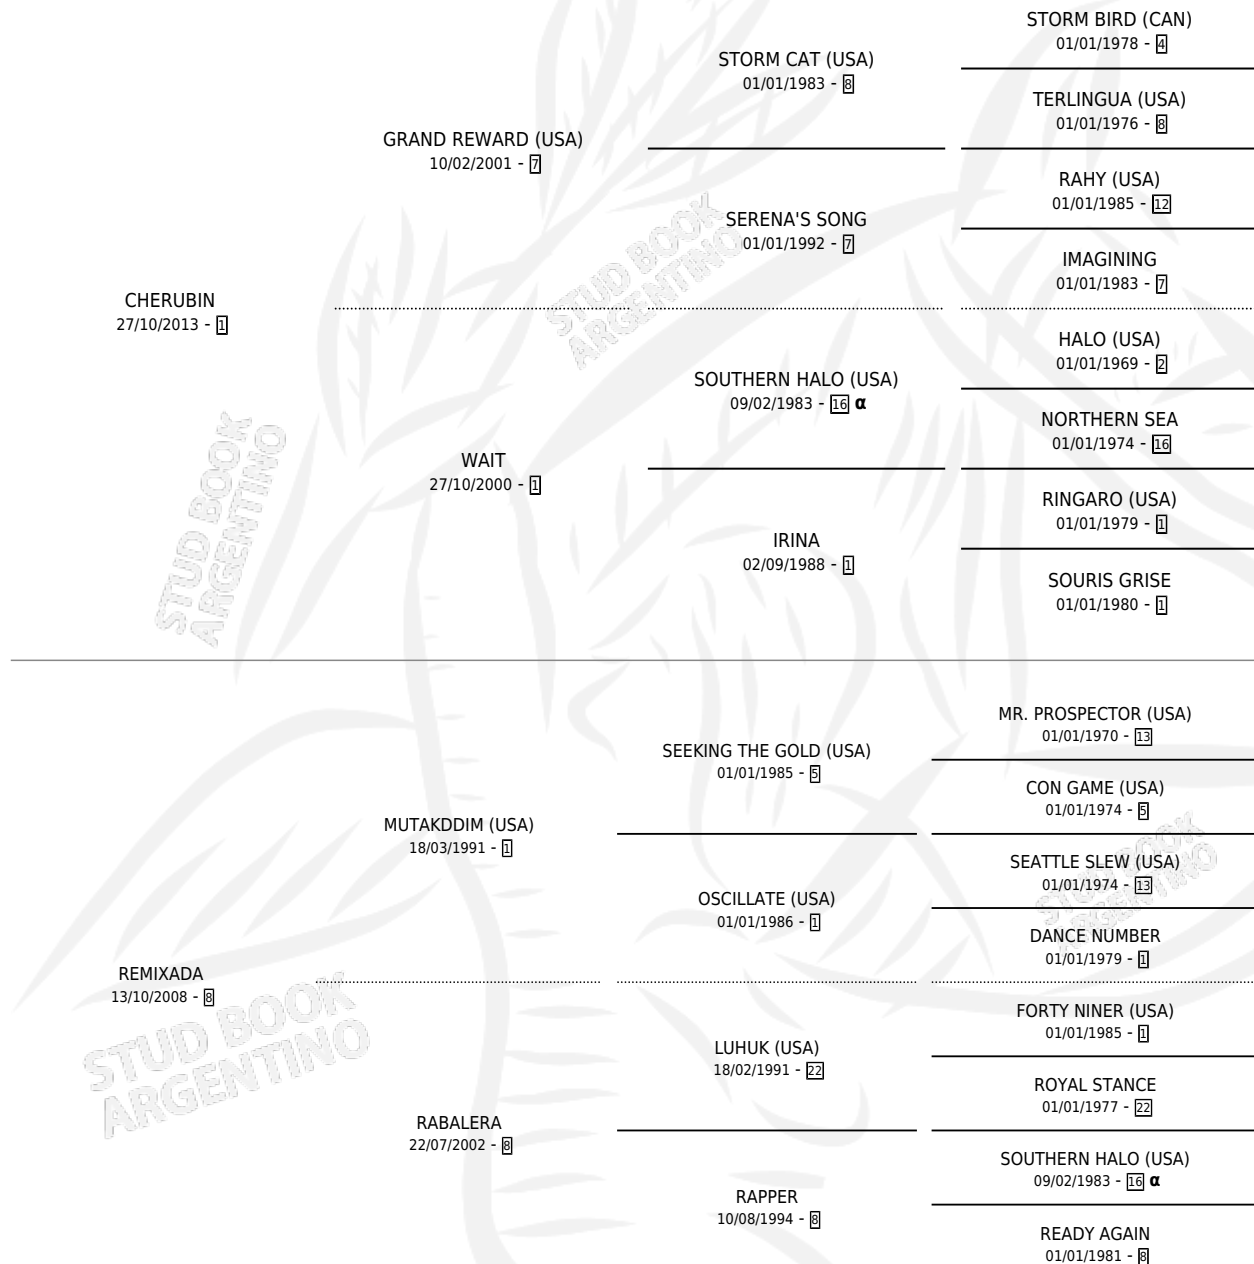 STORM BIRD (CAN)
01/01/1978 - 4
STORM CAT (USA)
01/01/1983 - 8
TERLINGUA (USA)
01/01/1976 - 8
GRAND REWARD (USA)
10/02/2001 - 7
RAHY (USA)
01/01/1985 - 12
SERENA'S SONG
01/01/1992 - 7
IMAGINING
01/01/1983 - 7
CHERUBIN
27/10/2013 - 1
HALO (USA)
01/01/1969 - 2
SOUTHERN HALO (USA)
09/02/1983 - 16 α
NORTHERN SEA
01/01/1974 - 16
WAIT
27/10/2000 - 1
RINGARO (USA)
01/01/1979 - 1
IRINA
02/09/1988 - 1
SOURIS GRISE
01/01/1980 - 1
MR. PROSPECTOR (USA)
01/01/1970 - 13
SEEKING THE GOLD (USA)
01/01/1985 - 5
CON GAME (USA)
01/01/1974 - 5
MUTAKDDIM (USA)
18/03/1991 - 1
SEATTLE SLEW (USA)
01/01/1974 - 13
OSCILLATE (USA)
01/01/1986 - 1
DANCE NUMBER
01/01/1979 - 1
REMIXADA
13/10/2008 - 8
FORTY NINER (USA)
01/01/1985 - 1
LUHUK (USA)
18/02/1991 - 22
ROYAL STANCE
01/01/1977 - 22
RABALERA
22/07/2002 - 8
SOUTHERN HALO (USA)
09/02/1983 - 16 α
RAPPER
10/08/1994 - 8
READY AGAIN
01/01/1981 - 8
STUD BOOK
ARGENTINO
STUD BOOK
ARGENTINO
STUD BOOK
ARGENTINO
STUD BOOK
ARGENTINO